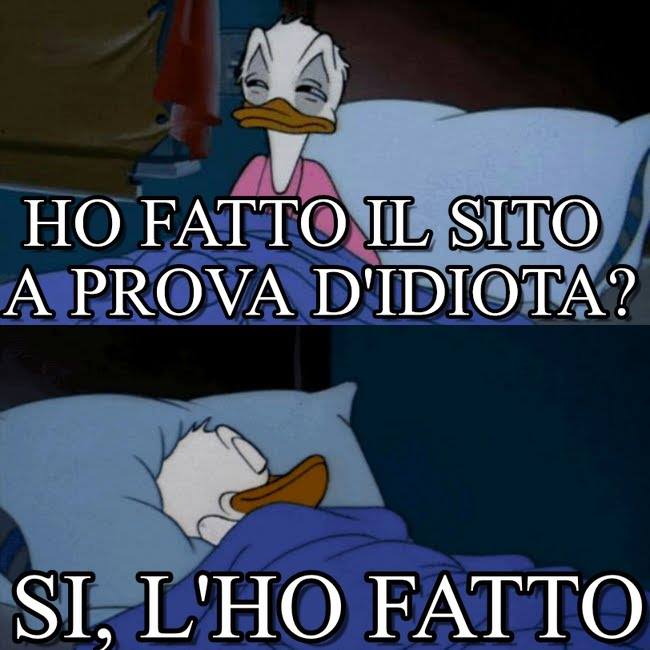 HO FATTO IL SITO
A PROVA D'IDIOTA?
SI, L'HO FATTO